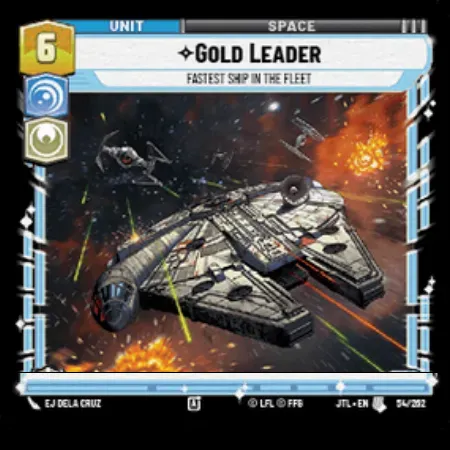 UNIT SPACE
6
GOLD LEADER
FASTEST SHIP IN THE FLEET
EJ DELA CRUZ A © LFL ® FFG JTL • EN 54/262